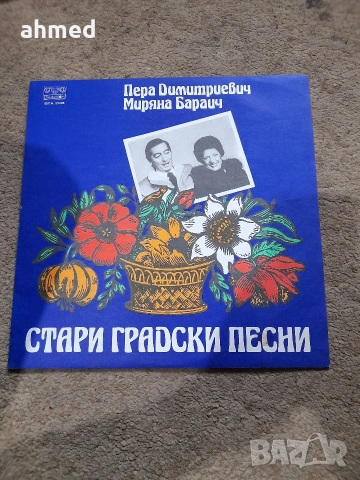 ahmed
Пера Димитриевич
Миряна Бараич
СТАРИ ГРАДСКИ ПЕСНИ
BAZAR